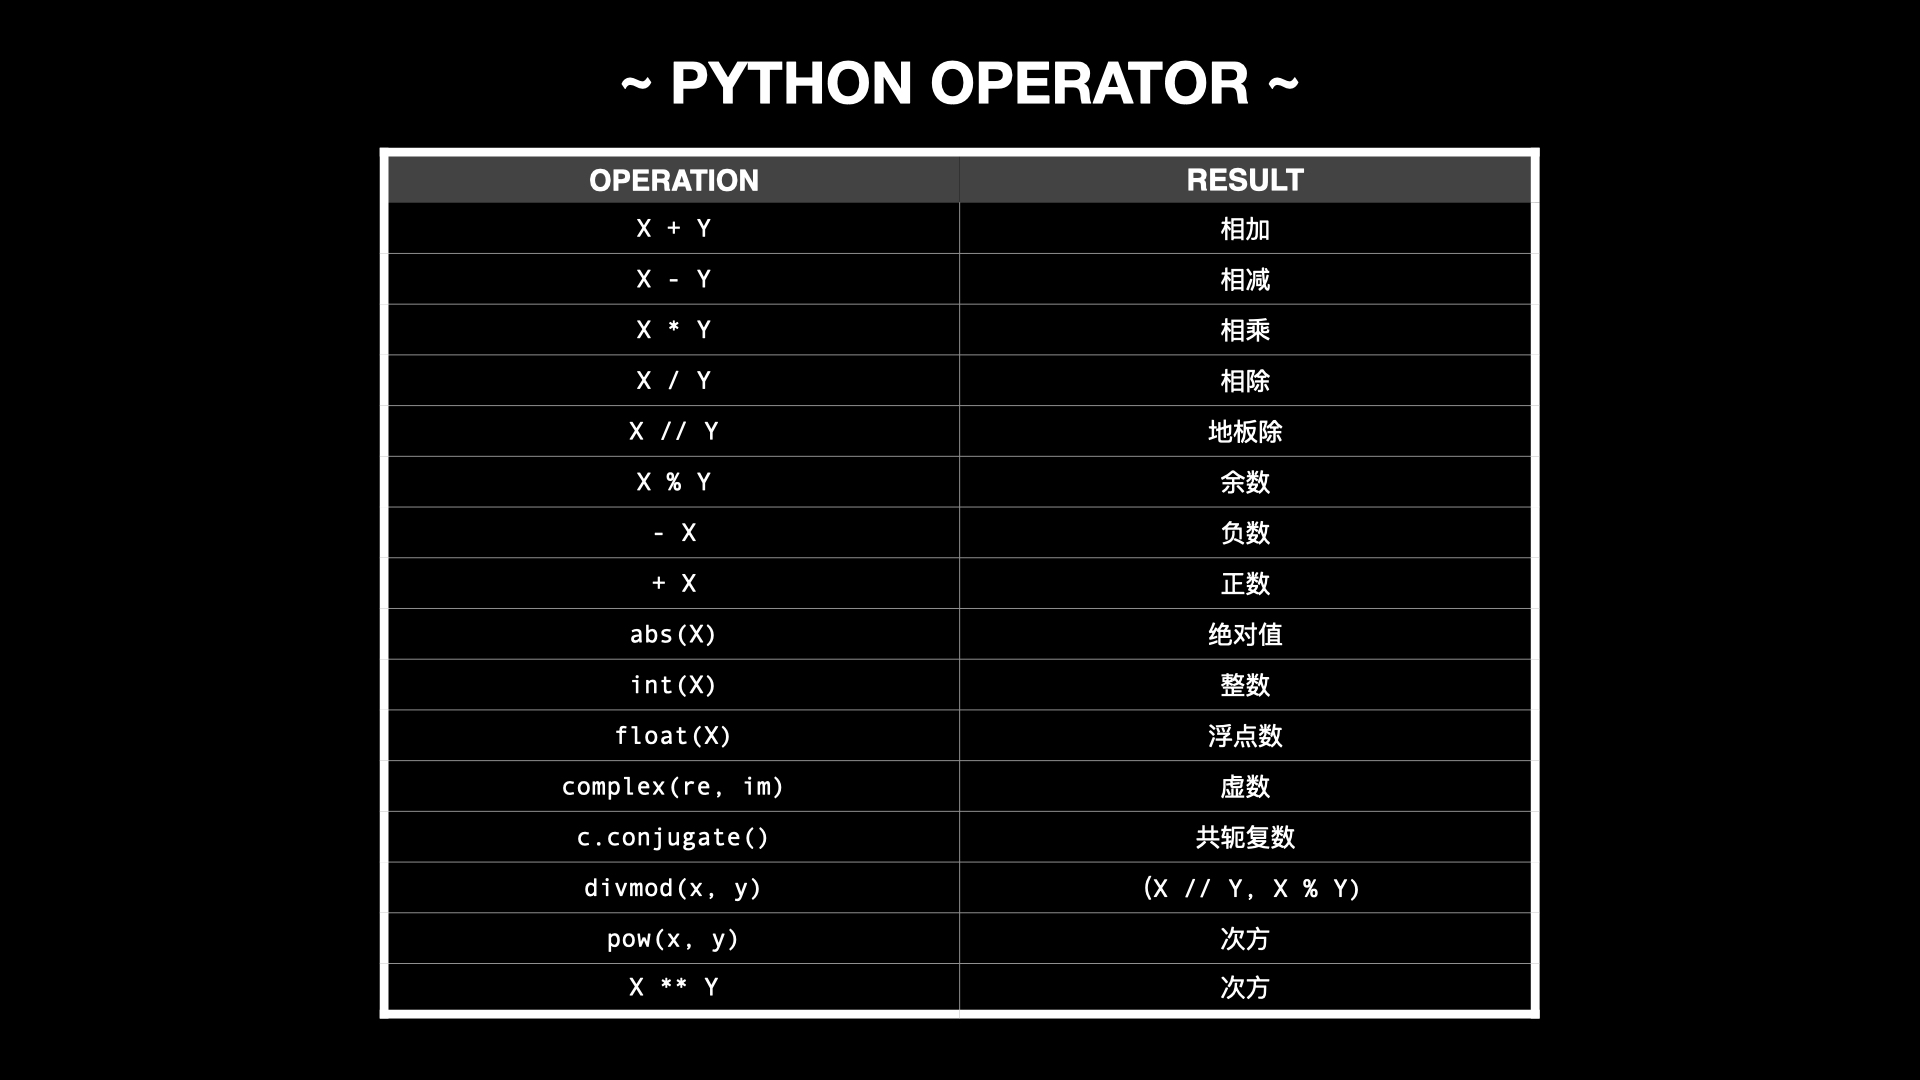 ~ PYTHON OPERATOR ~
OPERATION RESULT
X + Y 相加
X - Y 相减
X * Y 相乘
X / Y 相除
X // Y 地板除
X % Y 余数
- X 负数
+ X 正数
abs(X) 绝对值
int(X) 整数
float(X) 浮点数
complex(re, im) 虚数
c.conjugate() 共轭复数
divmod(x, y) (X // Y, X % Y)
pow(x, y) 次方
X ** Y 次方